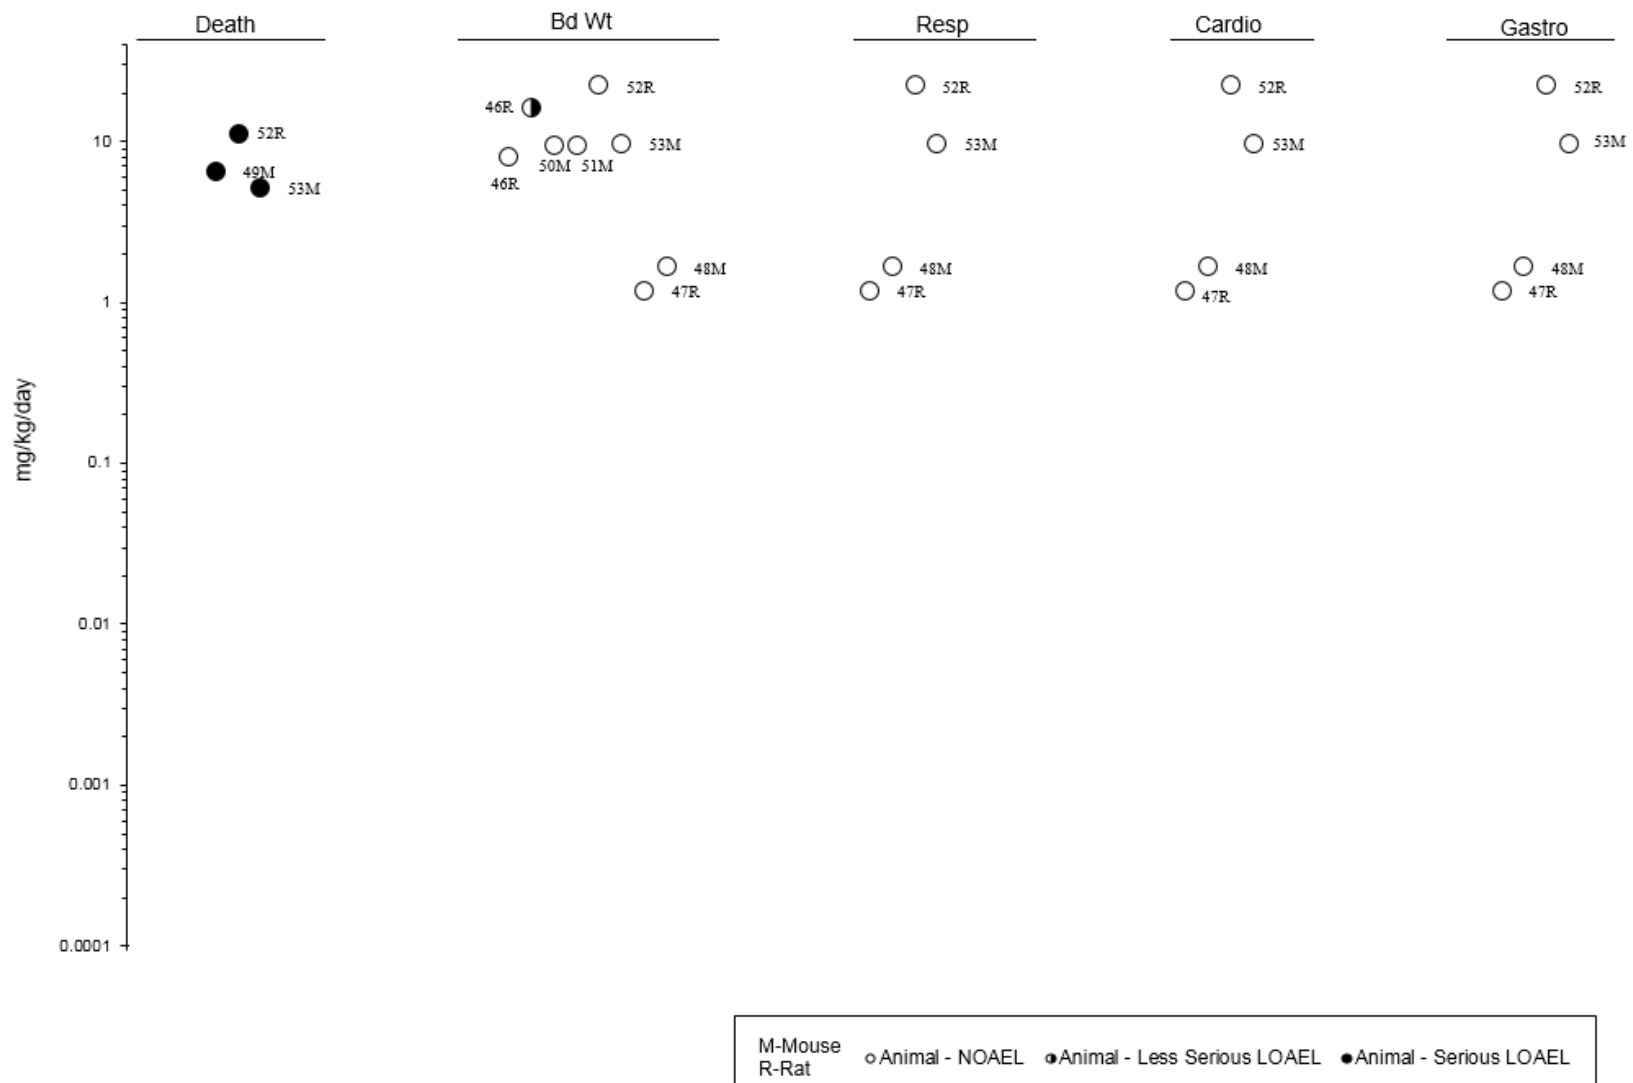 Death Bd Wt Resp Cardio Gastro
52R 52R 52R 52R
46R
10 52R 53M 53M 53M 53M
49M 50M 51M
53M 46R
48M 48M 48M 48M
1 47R 47R 47R 47R
mg/kg/day
0.1
0.01
0.001
0.0001
M-Mouse
R-Rat
Animal - NOAEL Animal - Less Serious LOAEL Animal - Serious LOAEL